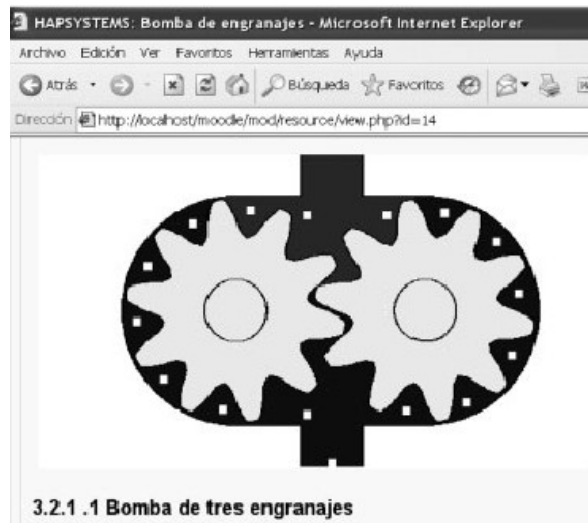 HAPSYSTEMS: Bomba de engranajes - Microsoft Internet Explorer
Archivo Edición Ver Favoritos Herramientas Ayuda
Atrás Búsqueda Favoritos
Dirección http://localhost/moodle/mod/resource/view.php?id=14
3.2.1 .1 Bomba de tres engranajes